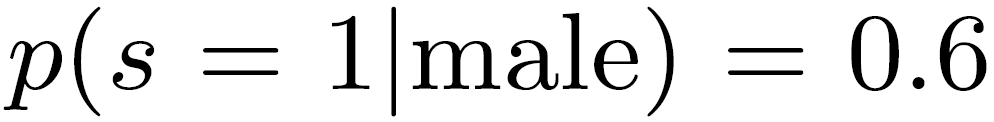 p(s = 1|male) = 0.6